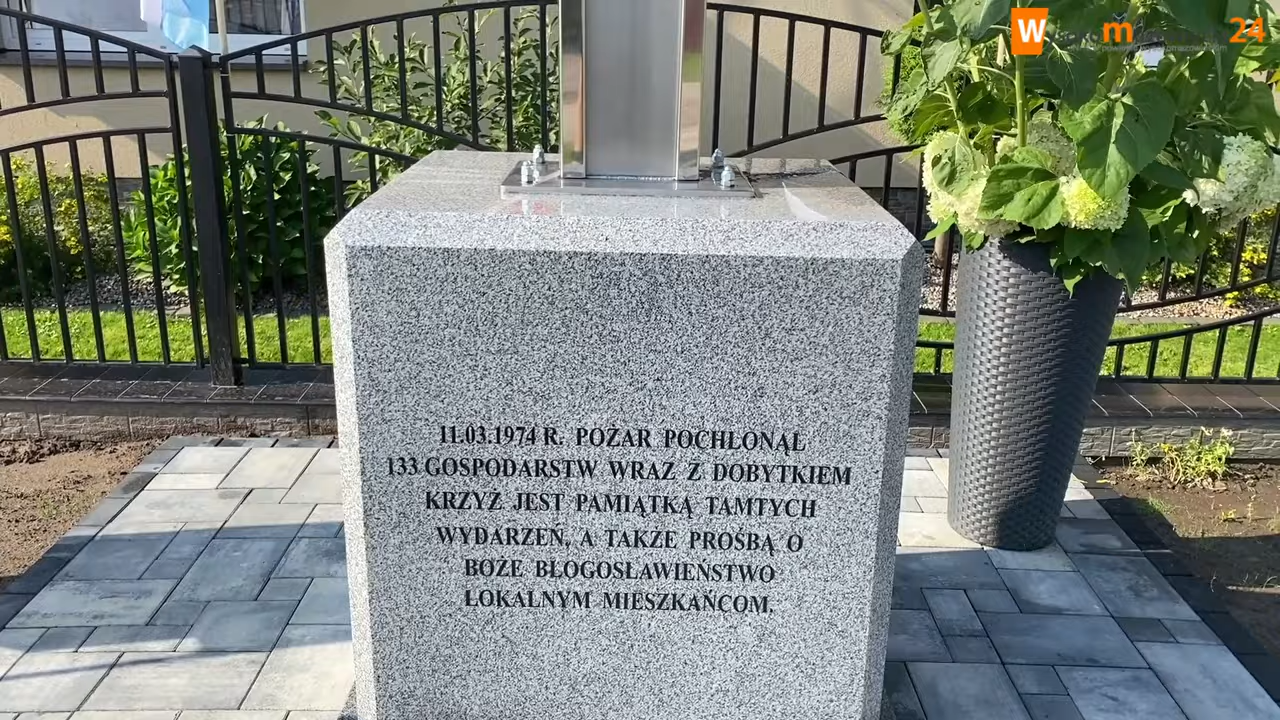 W m 24
11.03.1974 R. POŻAR POCHŁONĄŁ
133 GOSPODARSTW WRAZ Z DOBYTKIEM
KRZYŻ JEST PAMIĄTKĄ TAMTYCH
WYDARZEŃ, A TAKŻE PROŚBĄ O
BOŻE BŁOGOSŁAWIEŃSTWO
LOKALNYM MIESZKAŃCOM.